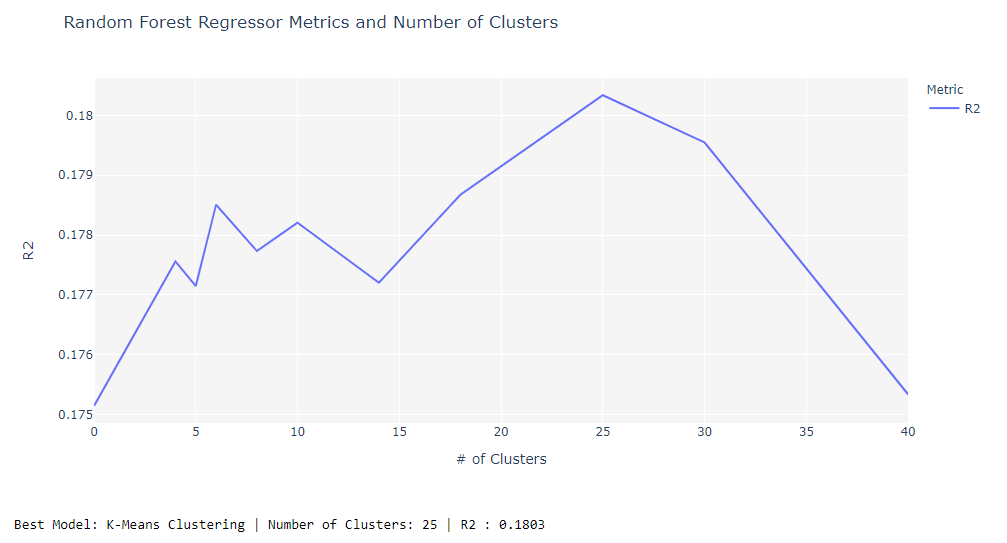 Random Forest Regressor Metrics and Number of Clusters
Metric
R2
0.18
0.179
0.178
0.177
0.176
0.175
R2
0
5
10
15
20
25
30
35
40
# of Clusters
Best Model: K-Means Clustering | Number of Clusters: 25 | R2 : 0.1803